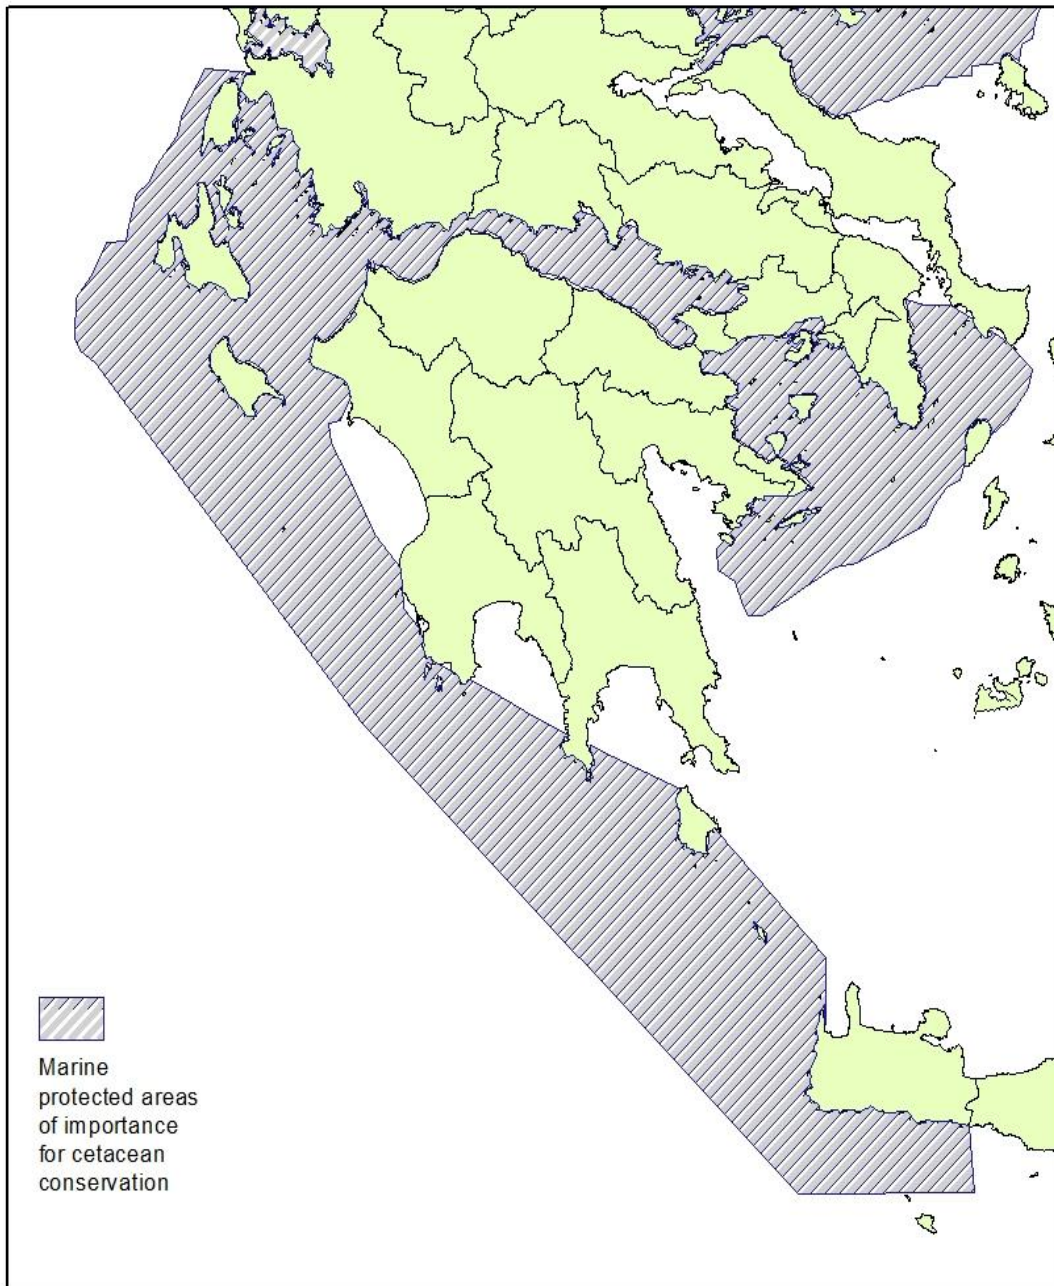 Marine
protected areas
of importance
for cetacean
conservation